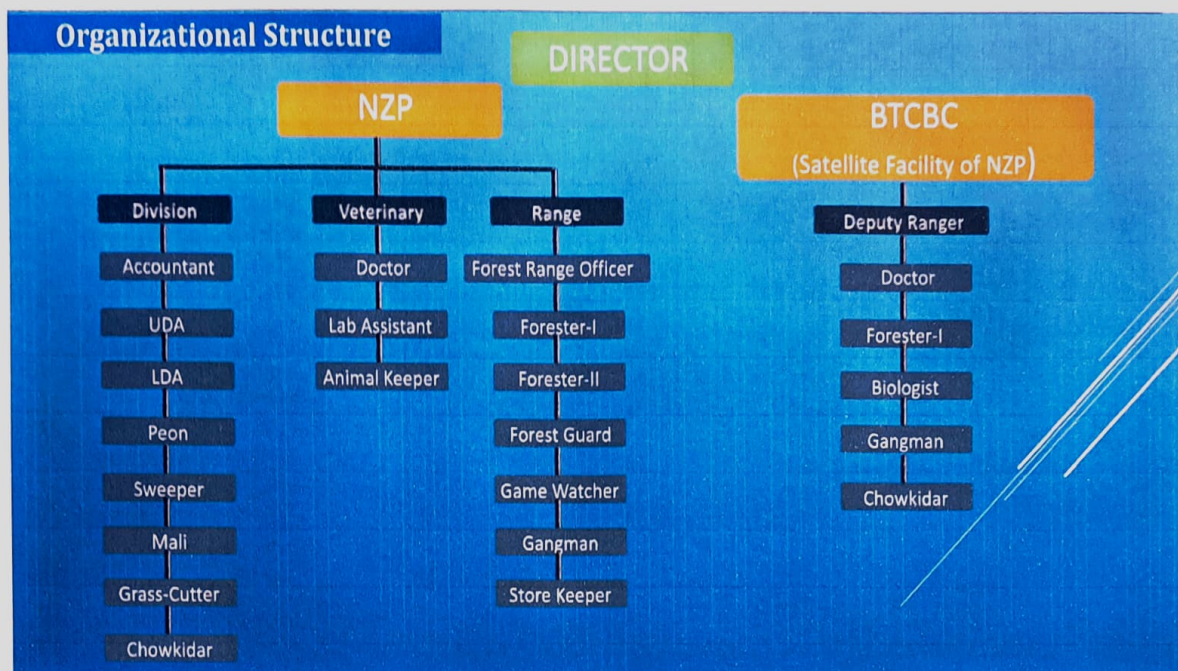 Organizational Structure
DIRECTOR
NZP
BTCBC
(Satellite Facility of NZP)
Division
Accountant
UDA
LDA
Peon
Sweeper
Mali
Grass-Cutter
Chowkidar
Veterinary
Doctor
Lab Assistant
Animal Keeper
Range
Forest Range Officer
Forester-I
Forester-II
Forest Guard
Game Watcher
Gangman
Store Keeper
Deputy Ranger
Doctor
Forester-I
Biologist
Gangman
Chowkidar